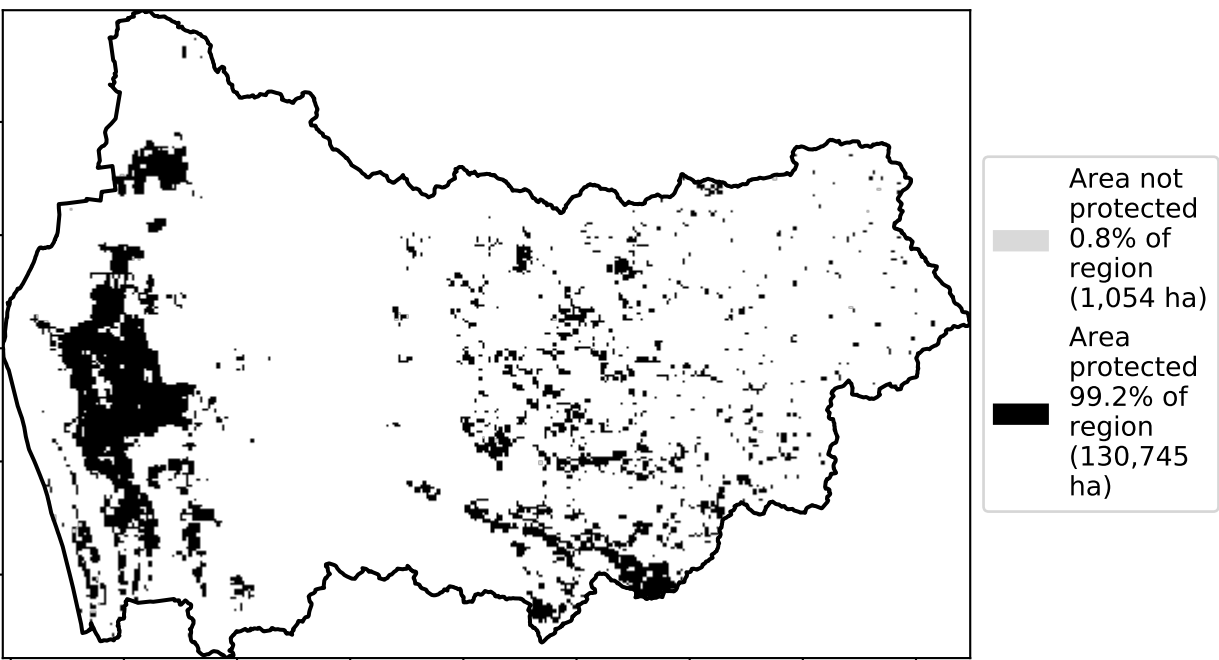 Area not
protected
0.8% of
region
(1,054 ha)
Area
protected
99.2% of
region
(130,745
ha)